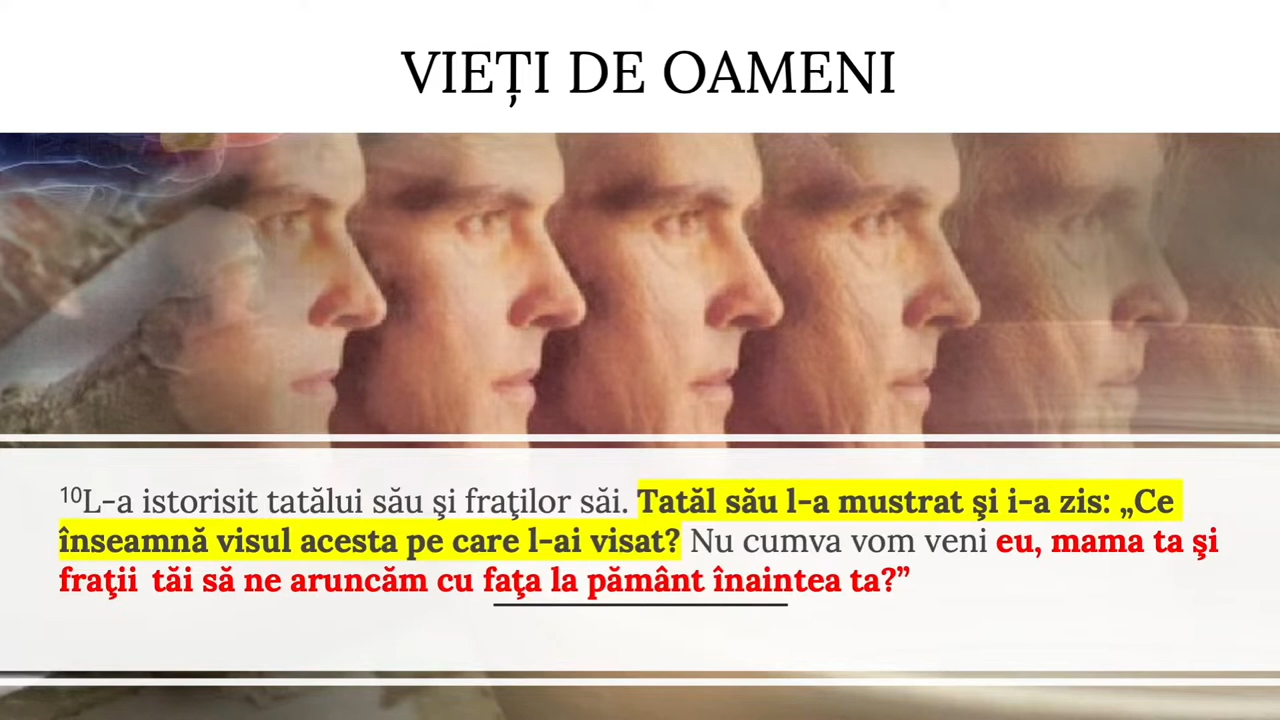 VIEȚI DE OAMENI
¹⁰L-a istorisit tatălui său şi fraţilor săi. Tatăl său l-a mustrat şi i-a zis: „Ce
înseamnă visul acesta pe care l-ai visat? Nu cumva vom veni eu, mama ta şi
fraţii tăi să ne aruncăm cu faţa la pământ înaintea ta?”